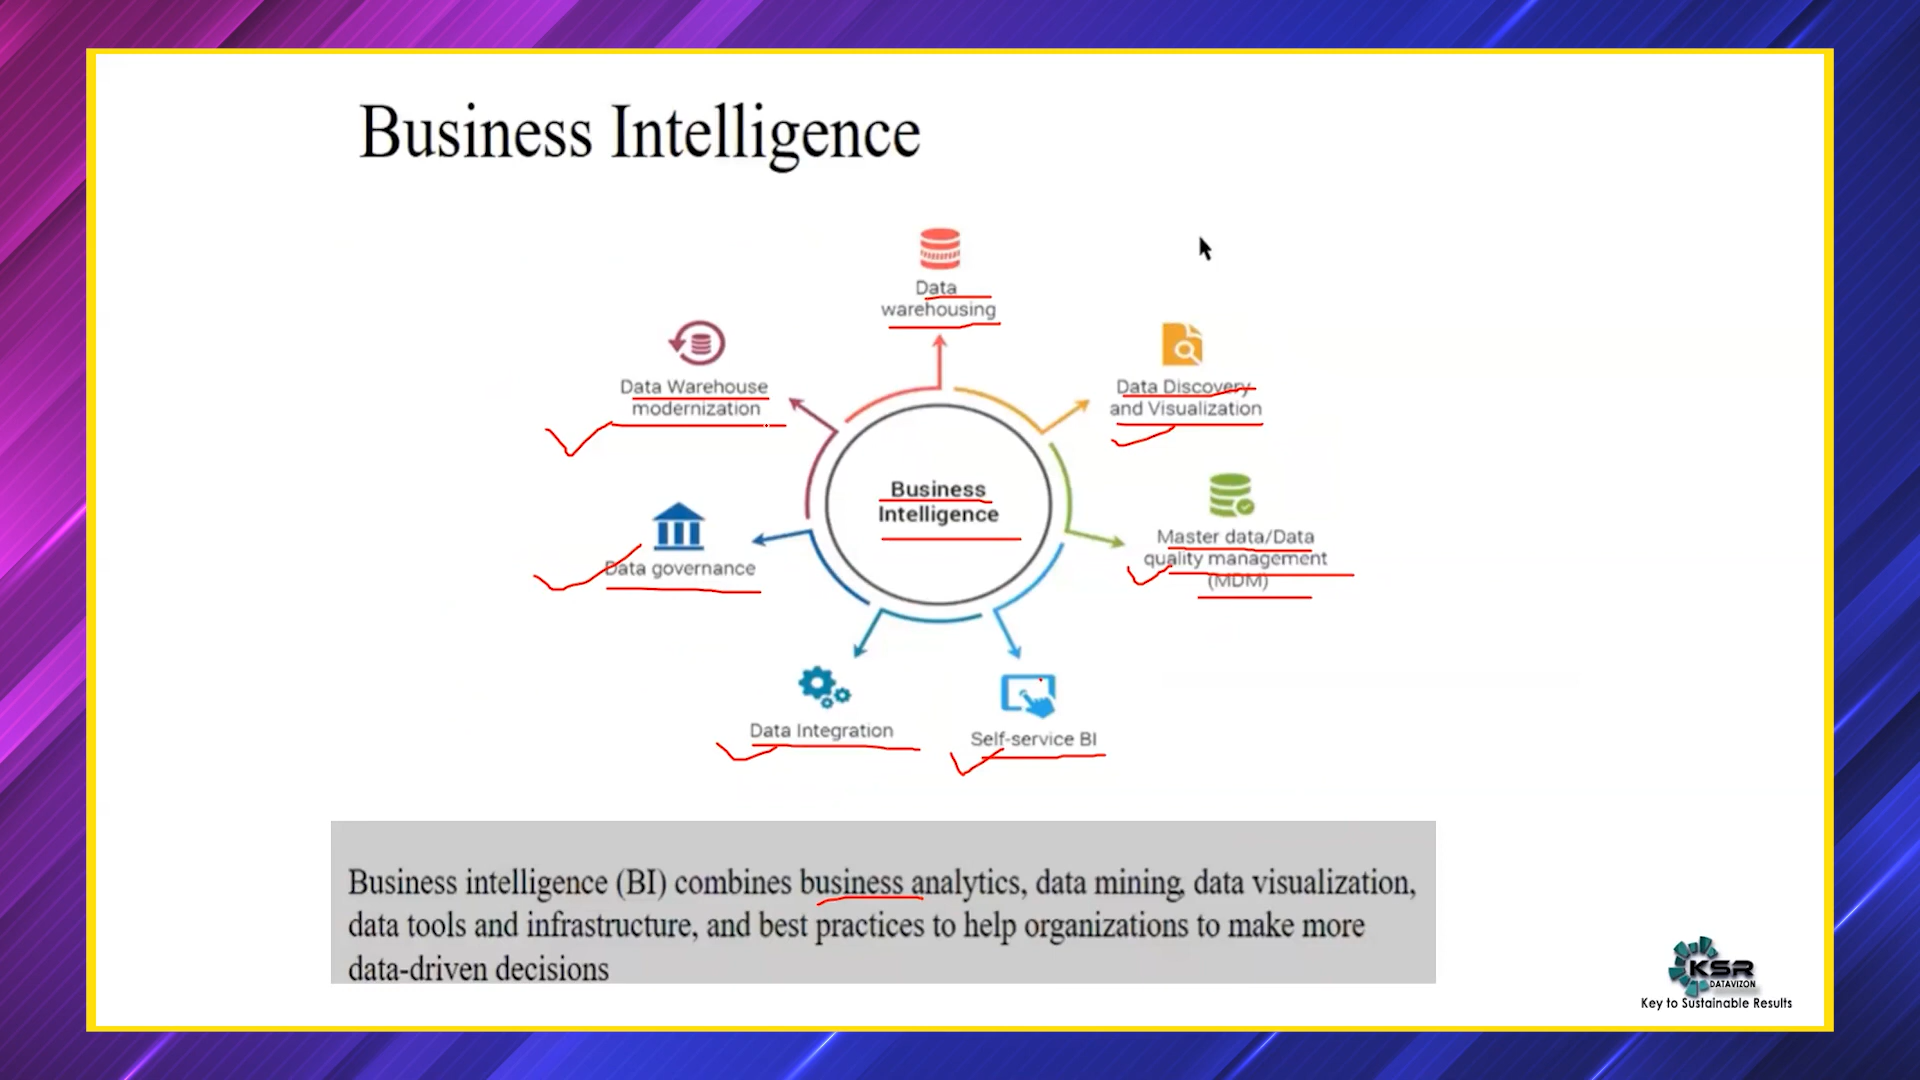 Business Intelligence
Data
warehousing
Data Warehouse
modernization
Data Discovery
and Visualization
Business
Intelligence
Master data/Data
quality management
(MDM)
Data governance
Data Integration
Self-service BI
Business intelligence (BI) combines business analytics, data mining, data visualization,
data tools and infrastructure, and best practices to help organizations to make more
data-driven decisions
KSR
DATAVIZON
Key to Sustainable Results